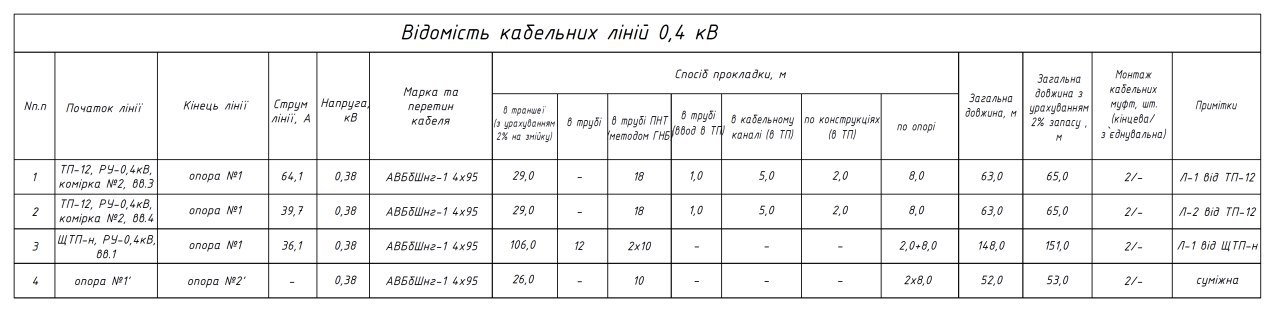 Відомість кабельних ліній 0,4 кВ
Nп.п
Початок лінії
Кінець лінії
Струм
лінії, А
Напруга,
кВ
Марка та
перетин
кабеля
Спосіб прокладки, м
в траншеї
(з урахуванням
2% на змійку)
в трубі
в трубі ПНТ
(методом ГНБ)
в трубі
(ввод в ТП)
в кабельному
каналі (в ТП)
по конструкціях
(в ТП)
по опорі
Загальна
довжина, м
Загальна
довжина з
урахуванням
2% запасу ,
м
Монтаж
кабельних
муфт, шт.
(кінцева/
з`єднувальна)
Примітки
1
ТП-12, РУ-0,4кВ,
комірка №2, вв.3
опора №1
64,1
0,38
АВБбШнг-1 4х95
29,0
-
18
1,0
5,0
2,0
8,0
63,0
65,0
2/-
Л-1 від ТП-12
2
ТП-12, РУ-0,4кВ,
комірка №2, вв.4
опора №1
39,7
0,38
АВБбШнг-1 4х95
29,0
-
18
1,0
5,0
2,0
8,0
63,0
65,0
2/-
Л-2 від ТП-12
3
ЩТП-н, РУ-0,4кВ,
вв.1
опора №1
36,1
0,38
АВБбШнг-1 4х95
106,0
12
2х10
-
-
-
2,0+8,0
148,0
151,0
2/-
Л-1 від ЩТП-н
4
опора №1'
опора №2'
-
0,38
АВБбШнг-1 4х95
26,0
-
10
-
-
-
2х8,0
52,0
53,0
2/-
суміжна